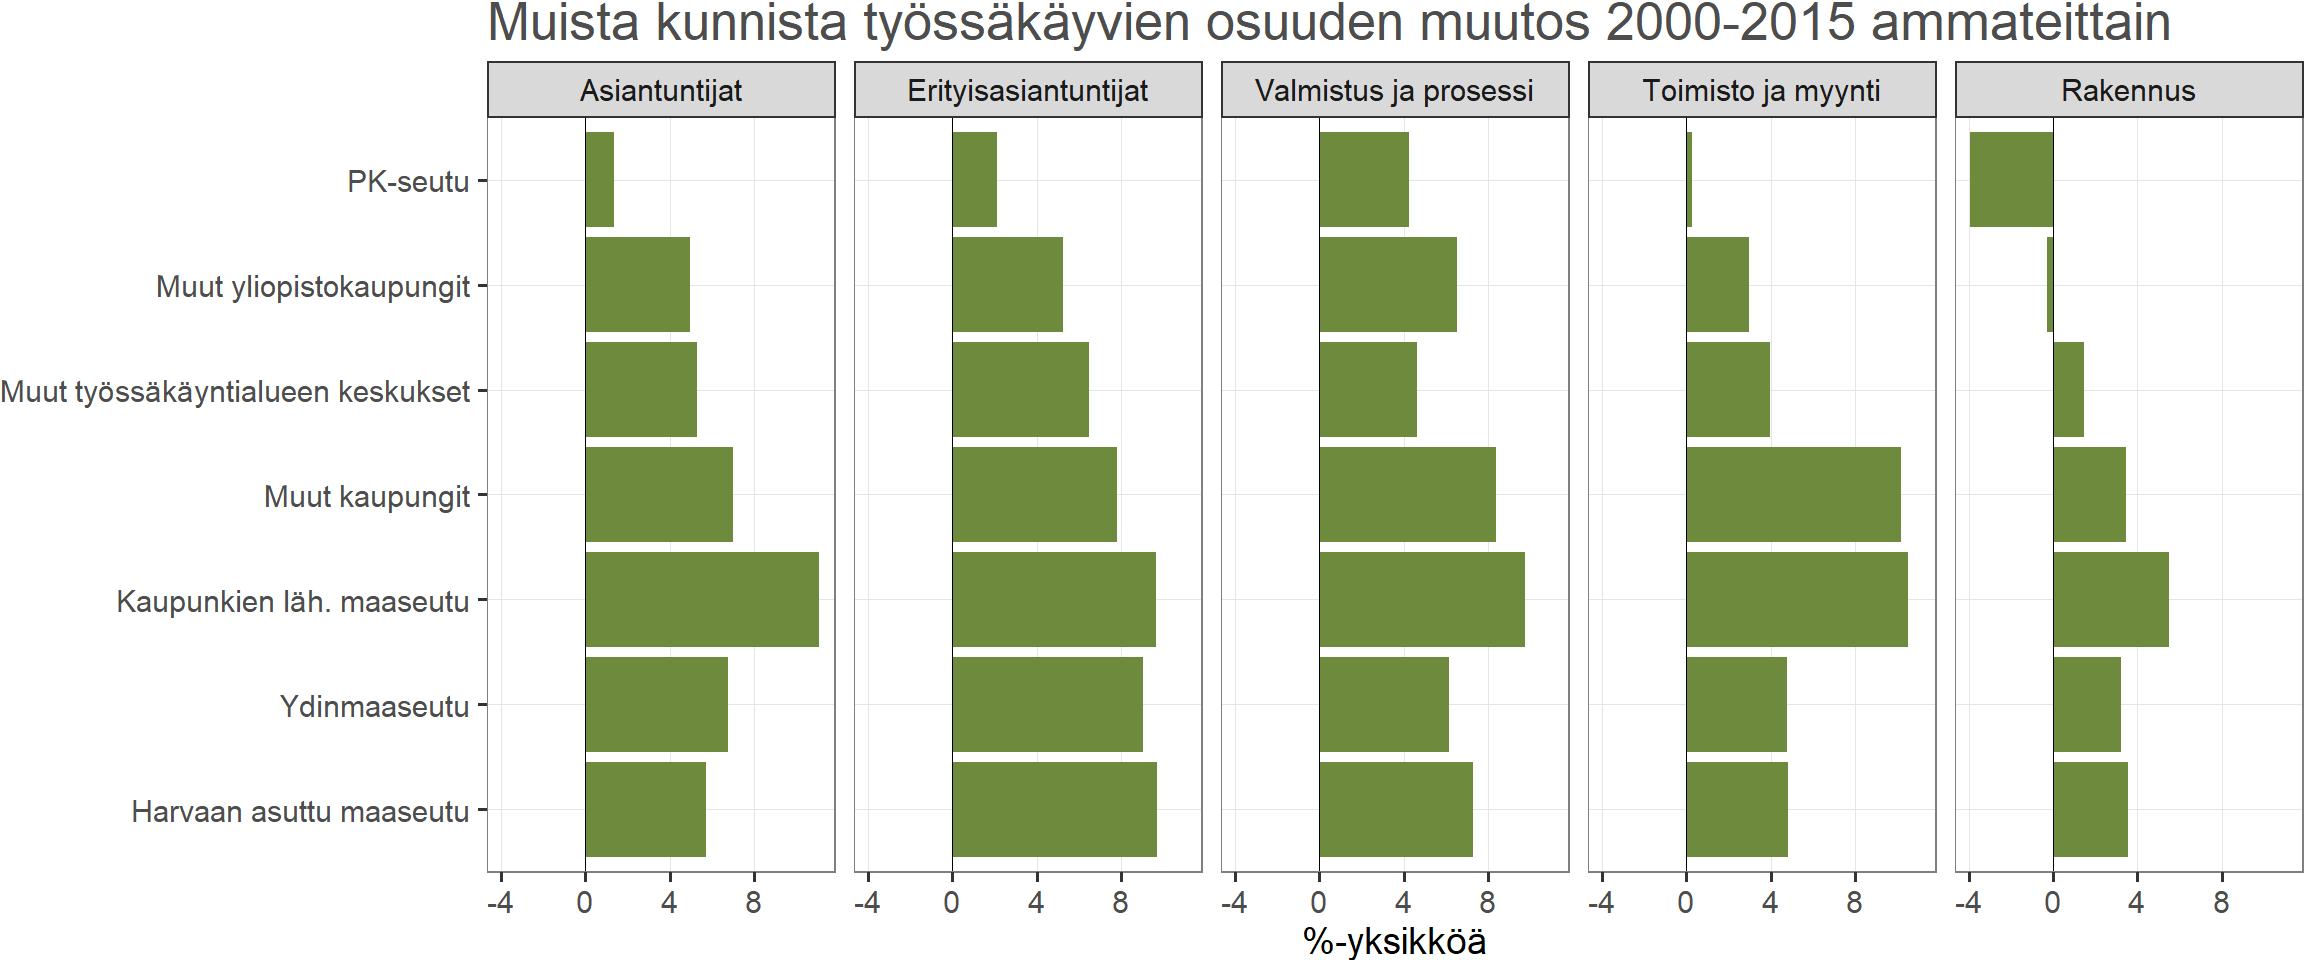 Muista kunnista työssäkäyvien osuuden muutos 2000-2015 ammateittain
Asiantuntijat Erityisasiantuntijat Valmistus ja prosessi Toimisto ja myynti Rakennus
PK-seutu
Muut yliopistokaupungit
Muut työssäkäyntialueen keskukset
Muut kaupungit
Kaupunkien läh. maaseutu
Ydinmaaseutu
Harvaan asuttu maaseutu
-4 0 4 8 -4 0 4 8 -4 0 4 8 -4 0 4 8 -4 0 4 8
%-yksikköä